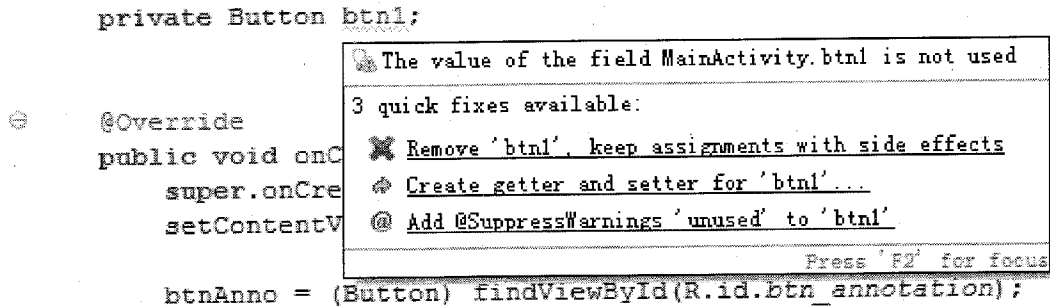 private Button btn1;
The value of the field MainActivity.btn1 is not used
3 quick fixes available:
@Override
Remove 'btn1', keep assignments with side effects
public void onC
Create getter and setter for 'btn1'...
super.onCre
@ Add @SuppressWarnings 'unused' to 'btn1'
setContentV
Press 'F2' for focus
btnAnno = (Button) findViewById(R.id.btn_annotation);